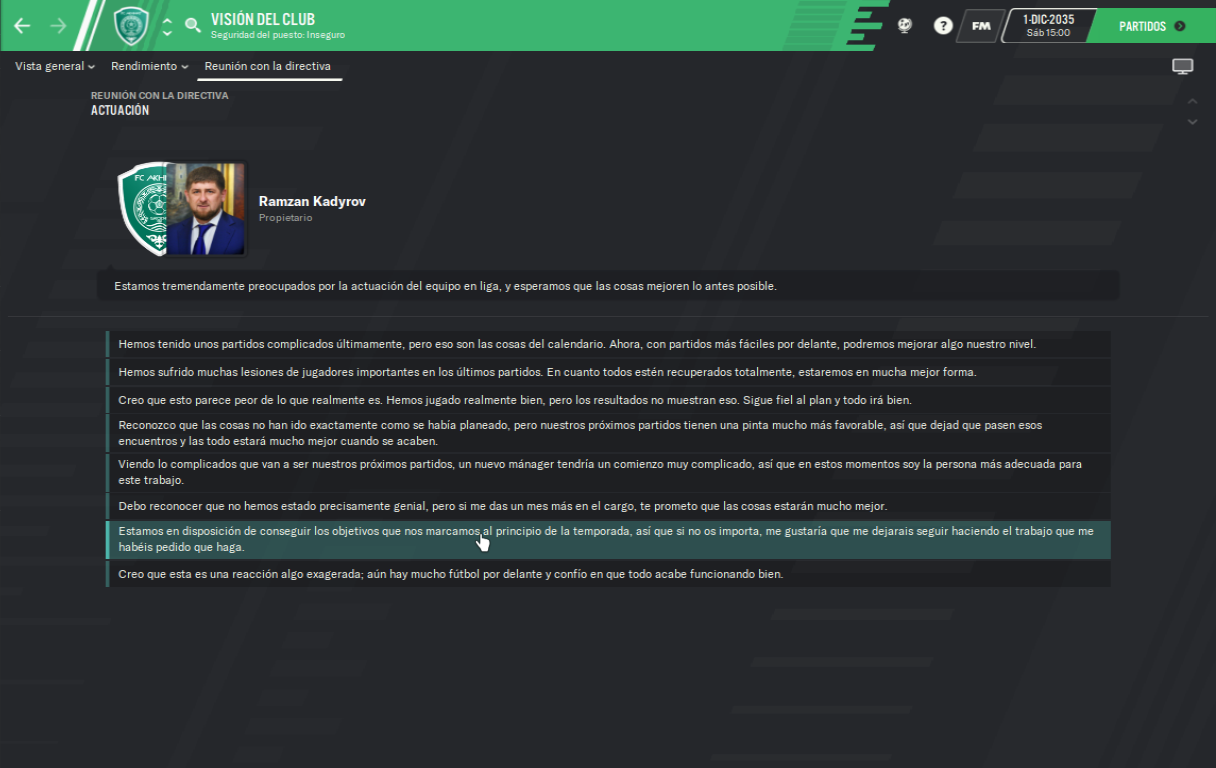 VISIÓN DEL CLUB
Seguridad del puesto: Inseguro
?
FM
1-DIC-2035
Sáb 15:00
PARTIDOS
Vista general
Rendimiento
Reunión con la directiva
REUNIÓN CON LA DIRECTIVA
ACTUACIÓN
FC AKH
Ramzan Kadyrov
Propietario
Estamos tremendamente preocupados por la actuación del equipo en liga, y esperamos que las cosas mejoren lo antes posible.
Hemos tenido unos partidos complicados últimamente, pero eso son las cosas del calendario. Ahora, con partidos más fáciles por delante, podremos mejorar algo nuestro nivel.
Hemos sufrido muchas lesiones de jugadores importantes en los últimos partidos. En cuanto todos estén recuperados totalmente, estaremos en mucha mejor forma.
Creo que esto parece peor de lo que realmente es. Hemos jugado realmente bien, pero los resultados no muestran eso. Sigue fiel al plan y todo irá bien.
Reconozco que las cosas no han ido exactamente como se había planeado, pero nuestros próximos partidos tienen una pinta mucho más favorable, así que dejad que pasen esos
encuentros y las todo estará mucho mejor cuando se acaben.
Viendo lo complicados que van a ser nuestros próximos partidos, un nuevo mánager tendría un comienzo muy complicado, así que en estos momentos soy la persona más adecuada para
este trabajo.
Debo reconocer que no hemos estado precisamente genial, pero si me das un mes más en el cargo, te prometo que las cosas estarán mucho mejor.
Estamos en disposición de conseguir los objetivos que nos marcamos al principio de la temporada, así que si no os importa, me gustaría que me dejarais seguir haciendo el trabajo que me
habéis pedido que haga.
Creo que esta es una reacción algo exagerada; aún hay mucho fútbol por delante y confío en que todo acabe funcionando bien.